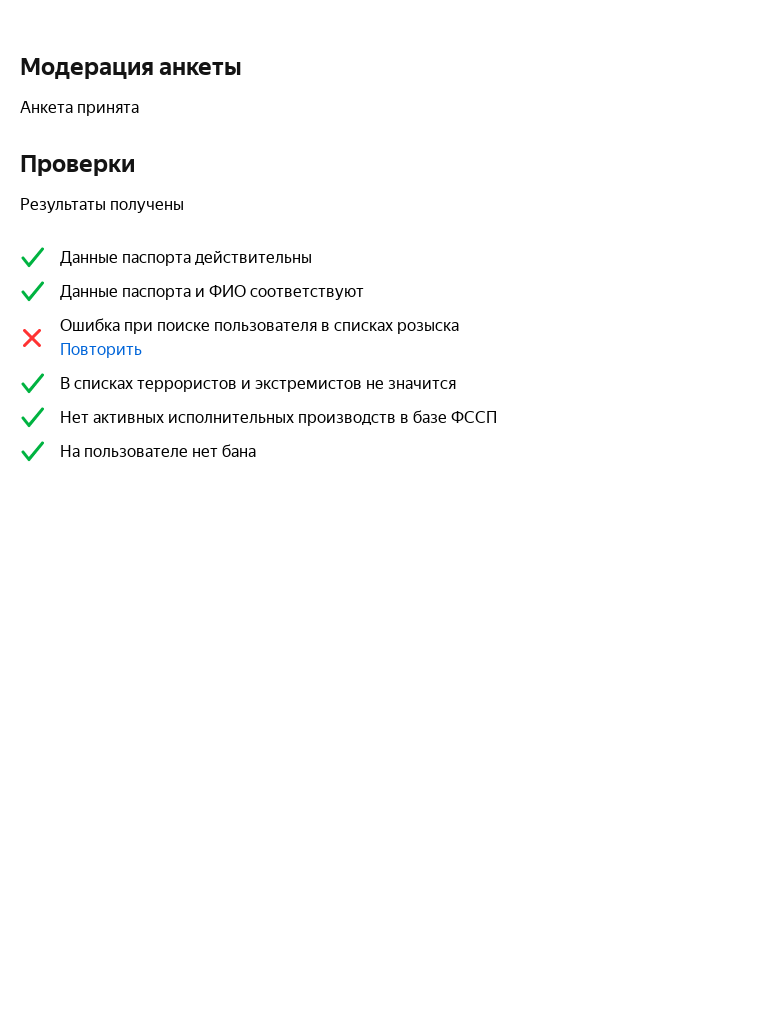 Модерация анкеты
Анкета принята
Проверки
Результаты получены
Данные паспорта действительны
Данные паспорта и ФИО соответствуют
Ошибка при поиске пользователя в списках розыска
Повторить
В списках террористов и экстремистов не значится
Нет активных исполнительных производств в базе ФССП
На пользователе нет бана